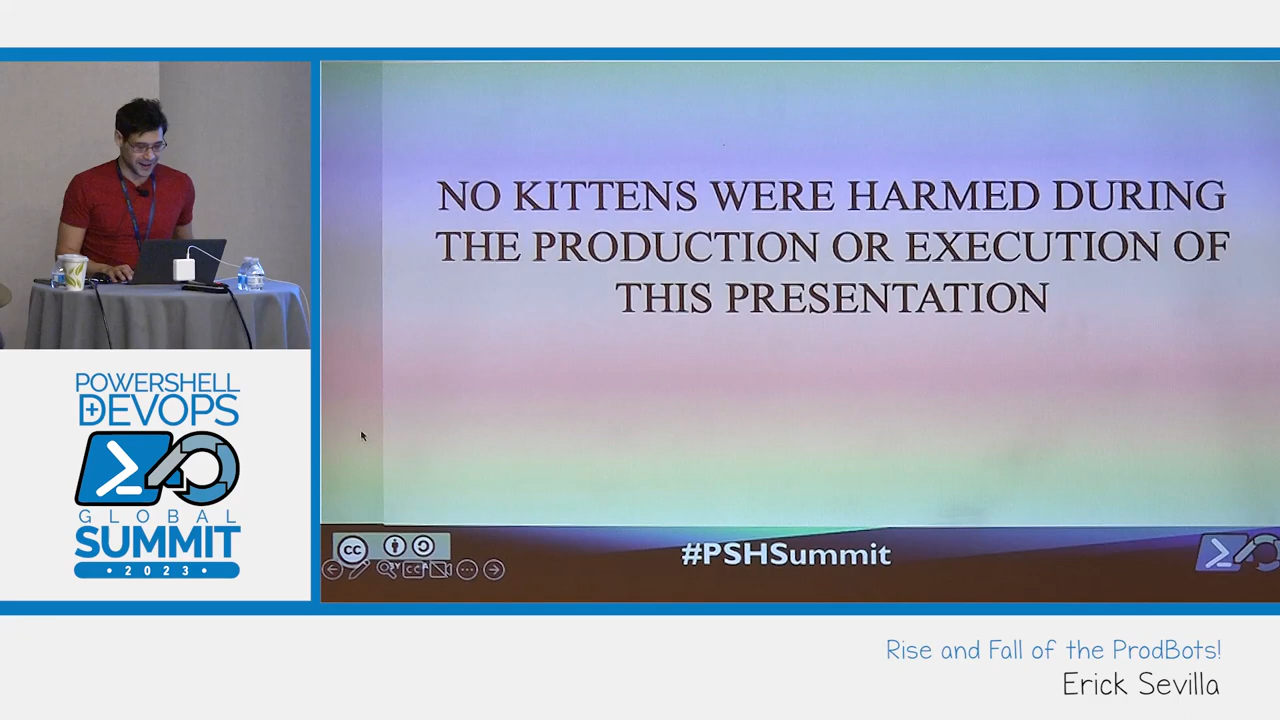 NO KITTENS WERE HARMED DURING
THE PRODUCTION OR EXECUTION OF
THIS PRESENTATION
POWERSHELL
+DEVOPS
GLOBAL
SUMMIT
•2023•
cc
#PSHSummit
Rise and Fall of the ProdBots!
Erick Sevilla